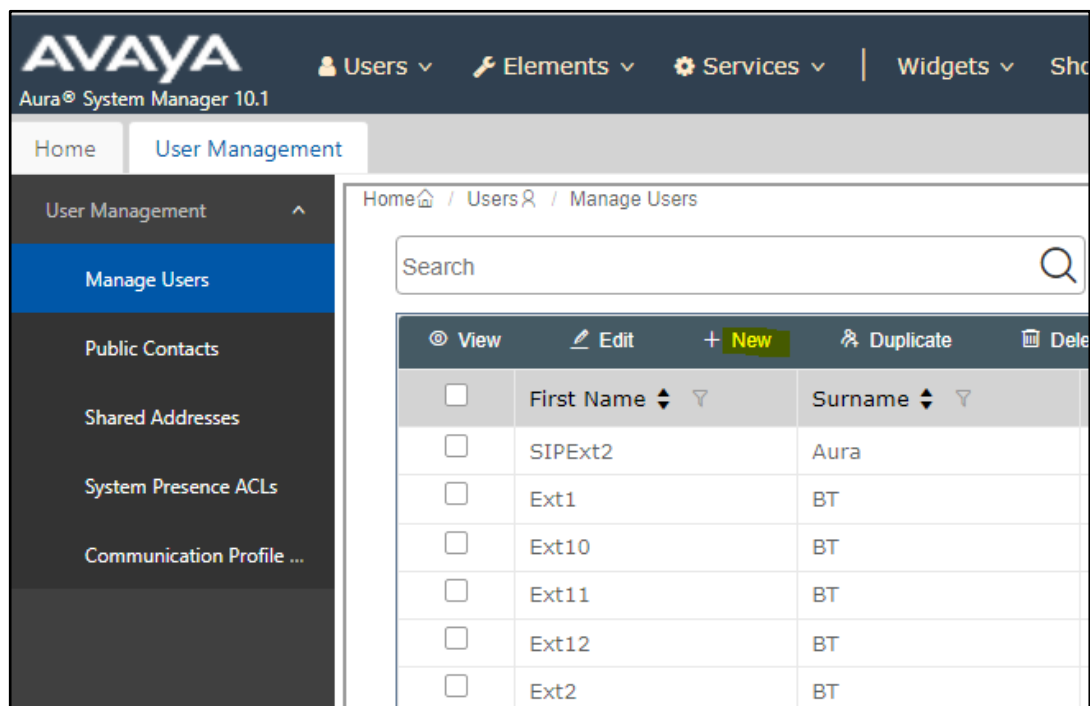 AVAYA
Users Elements Services | Widgets
Aura® System Manager 10.1
Home User Management
User Management
Home / Users / Manage Users
Search
Manage Users
View Edit + New Duplicate
Public Contacts
First Name Surname
Shared Addresses
SIPExt2 Aura
System Presence ACLs
Ext1 BT
Ext10 BT
Communication Profile ...
Ext11 BT
Ext12 BT
Ext2 BT